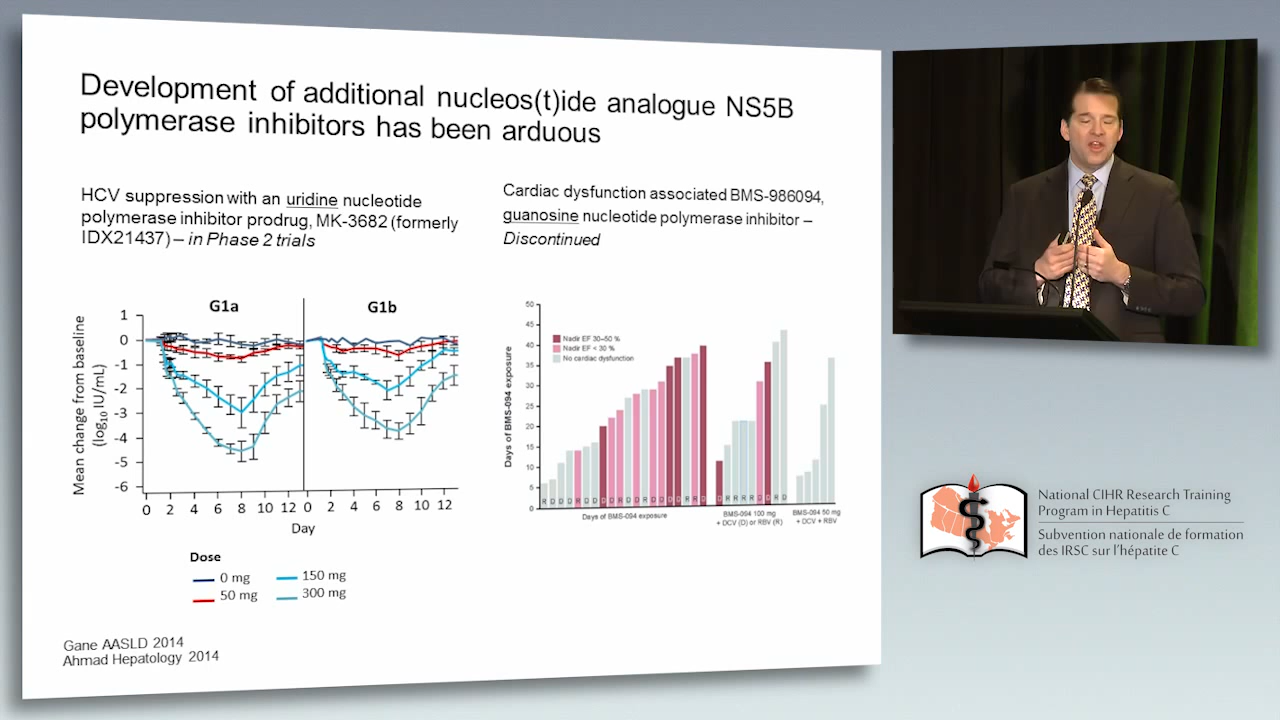 Development of additional nucleos(t)ide analogue NS5B
polymerase inhibitors has been arduous
HCV suppression with an uridine nucleotide
polymerase inhibitor prodrug, MK-3682 (formerly
IDX21437) – in Phase 2 trials
Cardiac dysfunction associated BMS-986094,
guanosine nucleotide polymerase inhibitor –
Discontinued
G1a
G1b
Mean change from baseline
(log10 IU/mL)
1
0
-1
-2
-3
-4
-5
-6
0 2 4 6 8 10 12 0 2 4 6 8 10 12
Day
Dose
0 mg
150 mg
50 mg
300 mg
Days of BMS-094 exposure
50
45
40
35
30
25
20
15
10
5
0
Nadir EF 30–50 %
Nadir EF < 30 %
No cardiac dysfunction
R D D D R D D D D R D D R D D D D R R D
D R R R R D D R D
Days of BMS-094 exposure
BMS-094 100 mg
+ DCV (D) or RBV (R)
BMS-094 50 mg
+ DCV + RBV
Gane AASLD 2014
Ahmad Hepatology 2014
National CIHR Research Training
Program in Hepatitis C
Subvention nationale de formation
des IRSC sur l'hépatite C